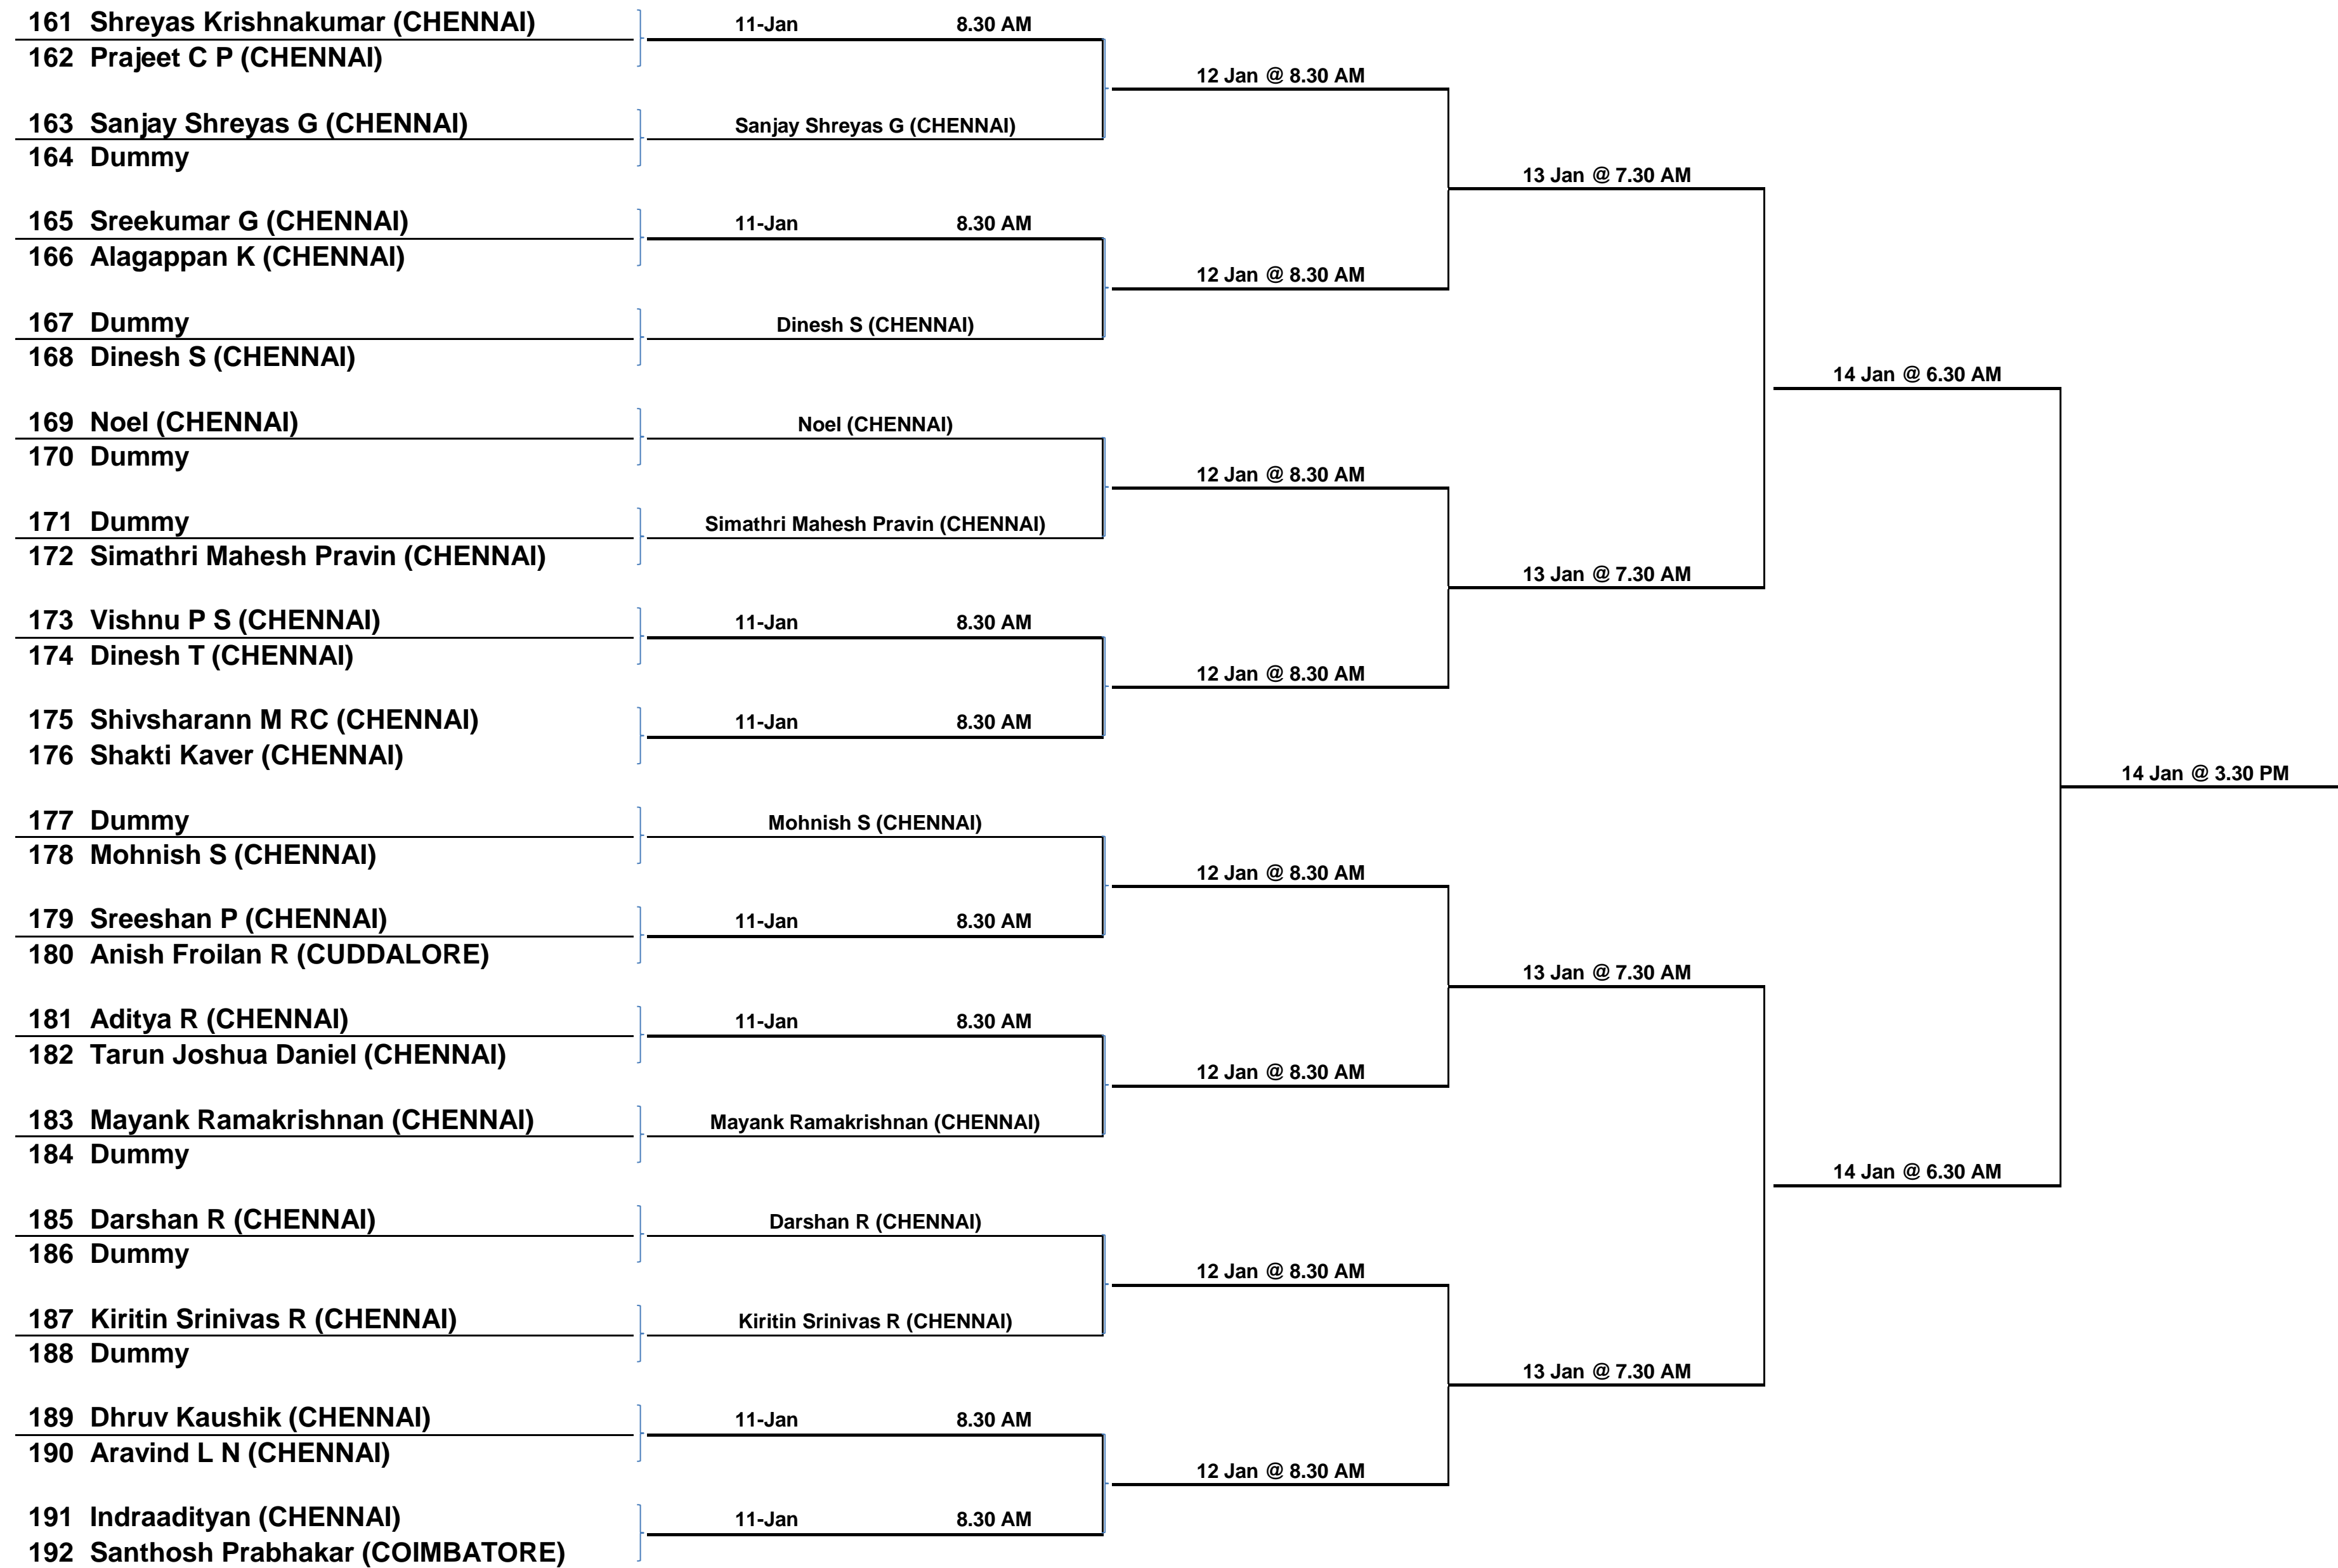 161 Shreyas Krishnakumar (CHENNAI) 11-Jan 8.30 AM
162 Prajeet C P (CHENNAI)
12 Jan @ 8.30 AM
163 Sanjay Shreyas G (CHENNAI) Sanjay Shreyas G (CHENNAI)
164 Dummy
13 Jan @ 7.30 AM
165 Sreekumar G (CHENNAI) 11-Jan 8.30 AM
166 Alagappan K (CHENNAI)
12 Jan @ 8.30 AM
167 Dummy Dinesh S (CHENNAI)
168 Dinesh S (CHENNAI)
14 Jan @ 6.30 AM
169 Noel (CHENNAI) Noel (CHENNAI)
170 Dummy
12 Jan @ 8.30 AM
171 Dummy Simathri Mahesh Pravin (CHENNAI)
172 Simathri Mahesh Pravin (CHENNAI)
13 Jan @ 7.30 AM
173 Vishnu P S (CHENNAI) 11-Jan 8.30 AM
174 Dinesh T (CHENNAI)
12 Jan @ 8.30 AM
175 Shivsharann M RC (CHENNAI) 11-Jan 8.30 AM
176 Shakti Kaver (CHENNAI)
14 Jan @ 3.30 PM
177 Dummy Mohnish S (CHENNAI)
178 Mohnish S (CHENNAI)
12 Jan @ 8.30 AM
179 Sreeshan P (CHENNAI) 11-Jan 8.30 AM
180 Anish Froilan R (CUDDALORE)
13 Jan @ 7.30 AM
181 Aditya R (CHENNAI) 11-Jan 8.30 AM
182 Tarun Joshua Daniel (CHENNAI)
12 Jan @ 8.30 AM
183 Mayank Ramakrishnan (CHENNAI) Mayank Ramakrishnan (CHENNAI)
184 Dummy
14 Jan @ 6.30 AM
185 Darshan R (CHENNAI) Darshan R (CHENNAI)
186 Dummy
12 Jan @ 8.30 AM
187 Kiritin Srinivas R (CHENNAI) Kiritin Srinivas R (CHENNAI)
188 Dummy
13 Jan @ 7.30 AM
189 Dhruv Kaushik (CHENNAI) 11-Jan 8.30 AM
190 Aravind L N (CHENNAI)
12 Jan @ 8.30 AM
191 Indraadityan (CHENNAI) 11-Jan 8.30 AM
192 Santhosh Prabhakar (COIMBATORE)